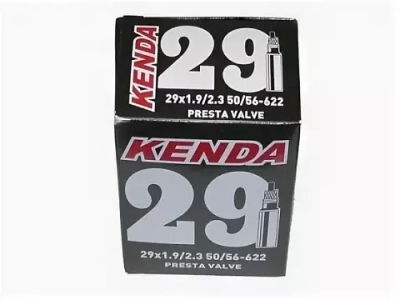 KENDA
29
29x1.9/2.3 50/56-622
PRESTA VALVE
KENDA
29
29x1.9/2.3 50/56-622
PRESTA VALVE